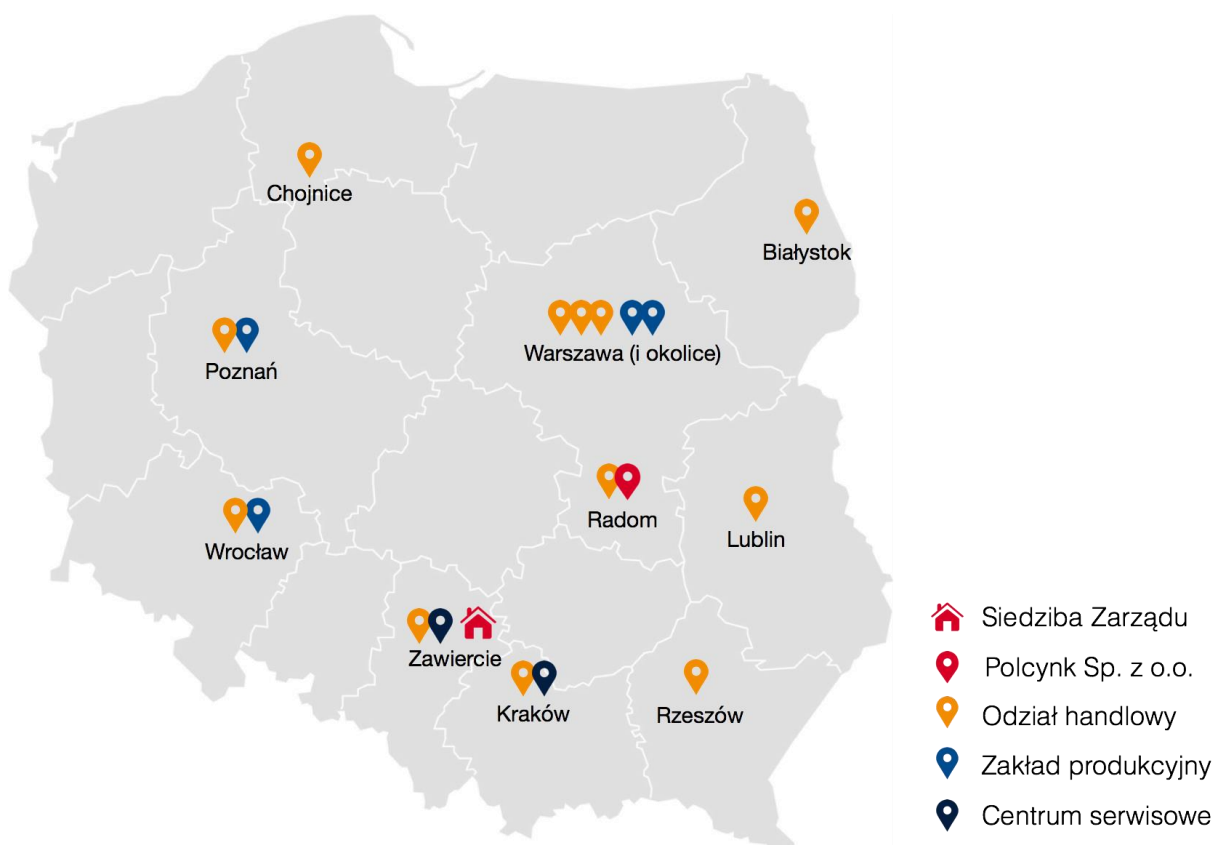 Chojnice
Białystok
Warszawa (i okolice)
Poznań
Radom
Lublin
Wrocław
Zawiercie
Kraków
Rzeszów
Siedziba Zarządu
Polcynk Sp. z o.o.
Odział handlowy
Zakład produkcyjny
Centrum serwisowe